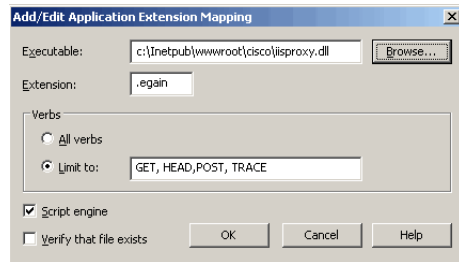 Add/Edit Application Extension Mapping
Executable: c:\Inetpub\wwwroot\cisco\iisproxy.dll Browse...
Extension: .egain
Verbs
All verbs
Limit to: GET, HEAD,POST, TRACE
Script engine
Verify that file exists
OK Cancel Help